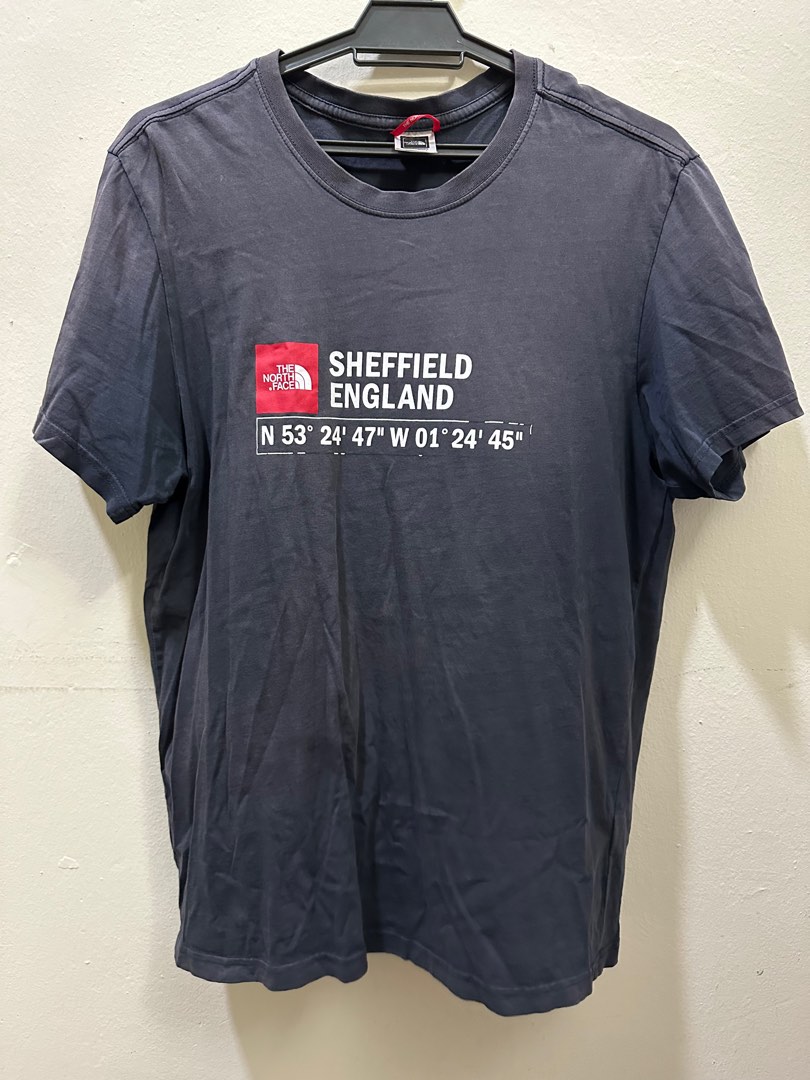 THE
NORTH
FACE
SHEFFIELD
ENGLAND
N 53° 24' 47" W 01° 24' 45"